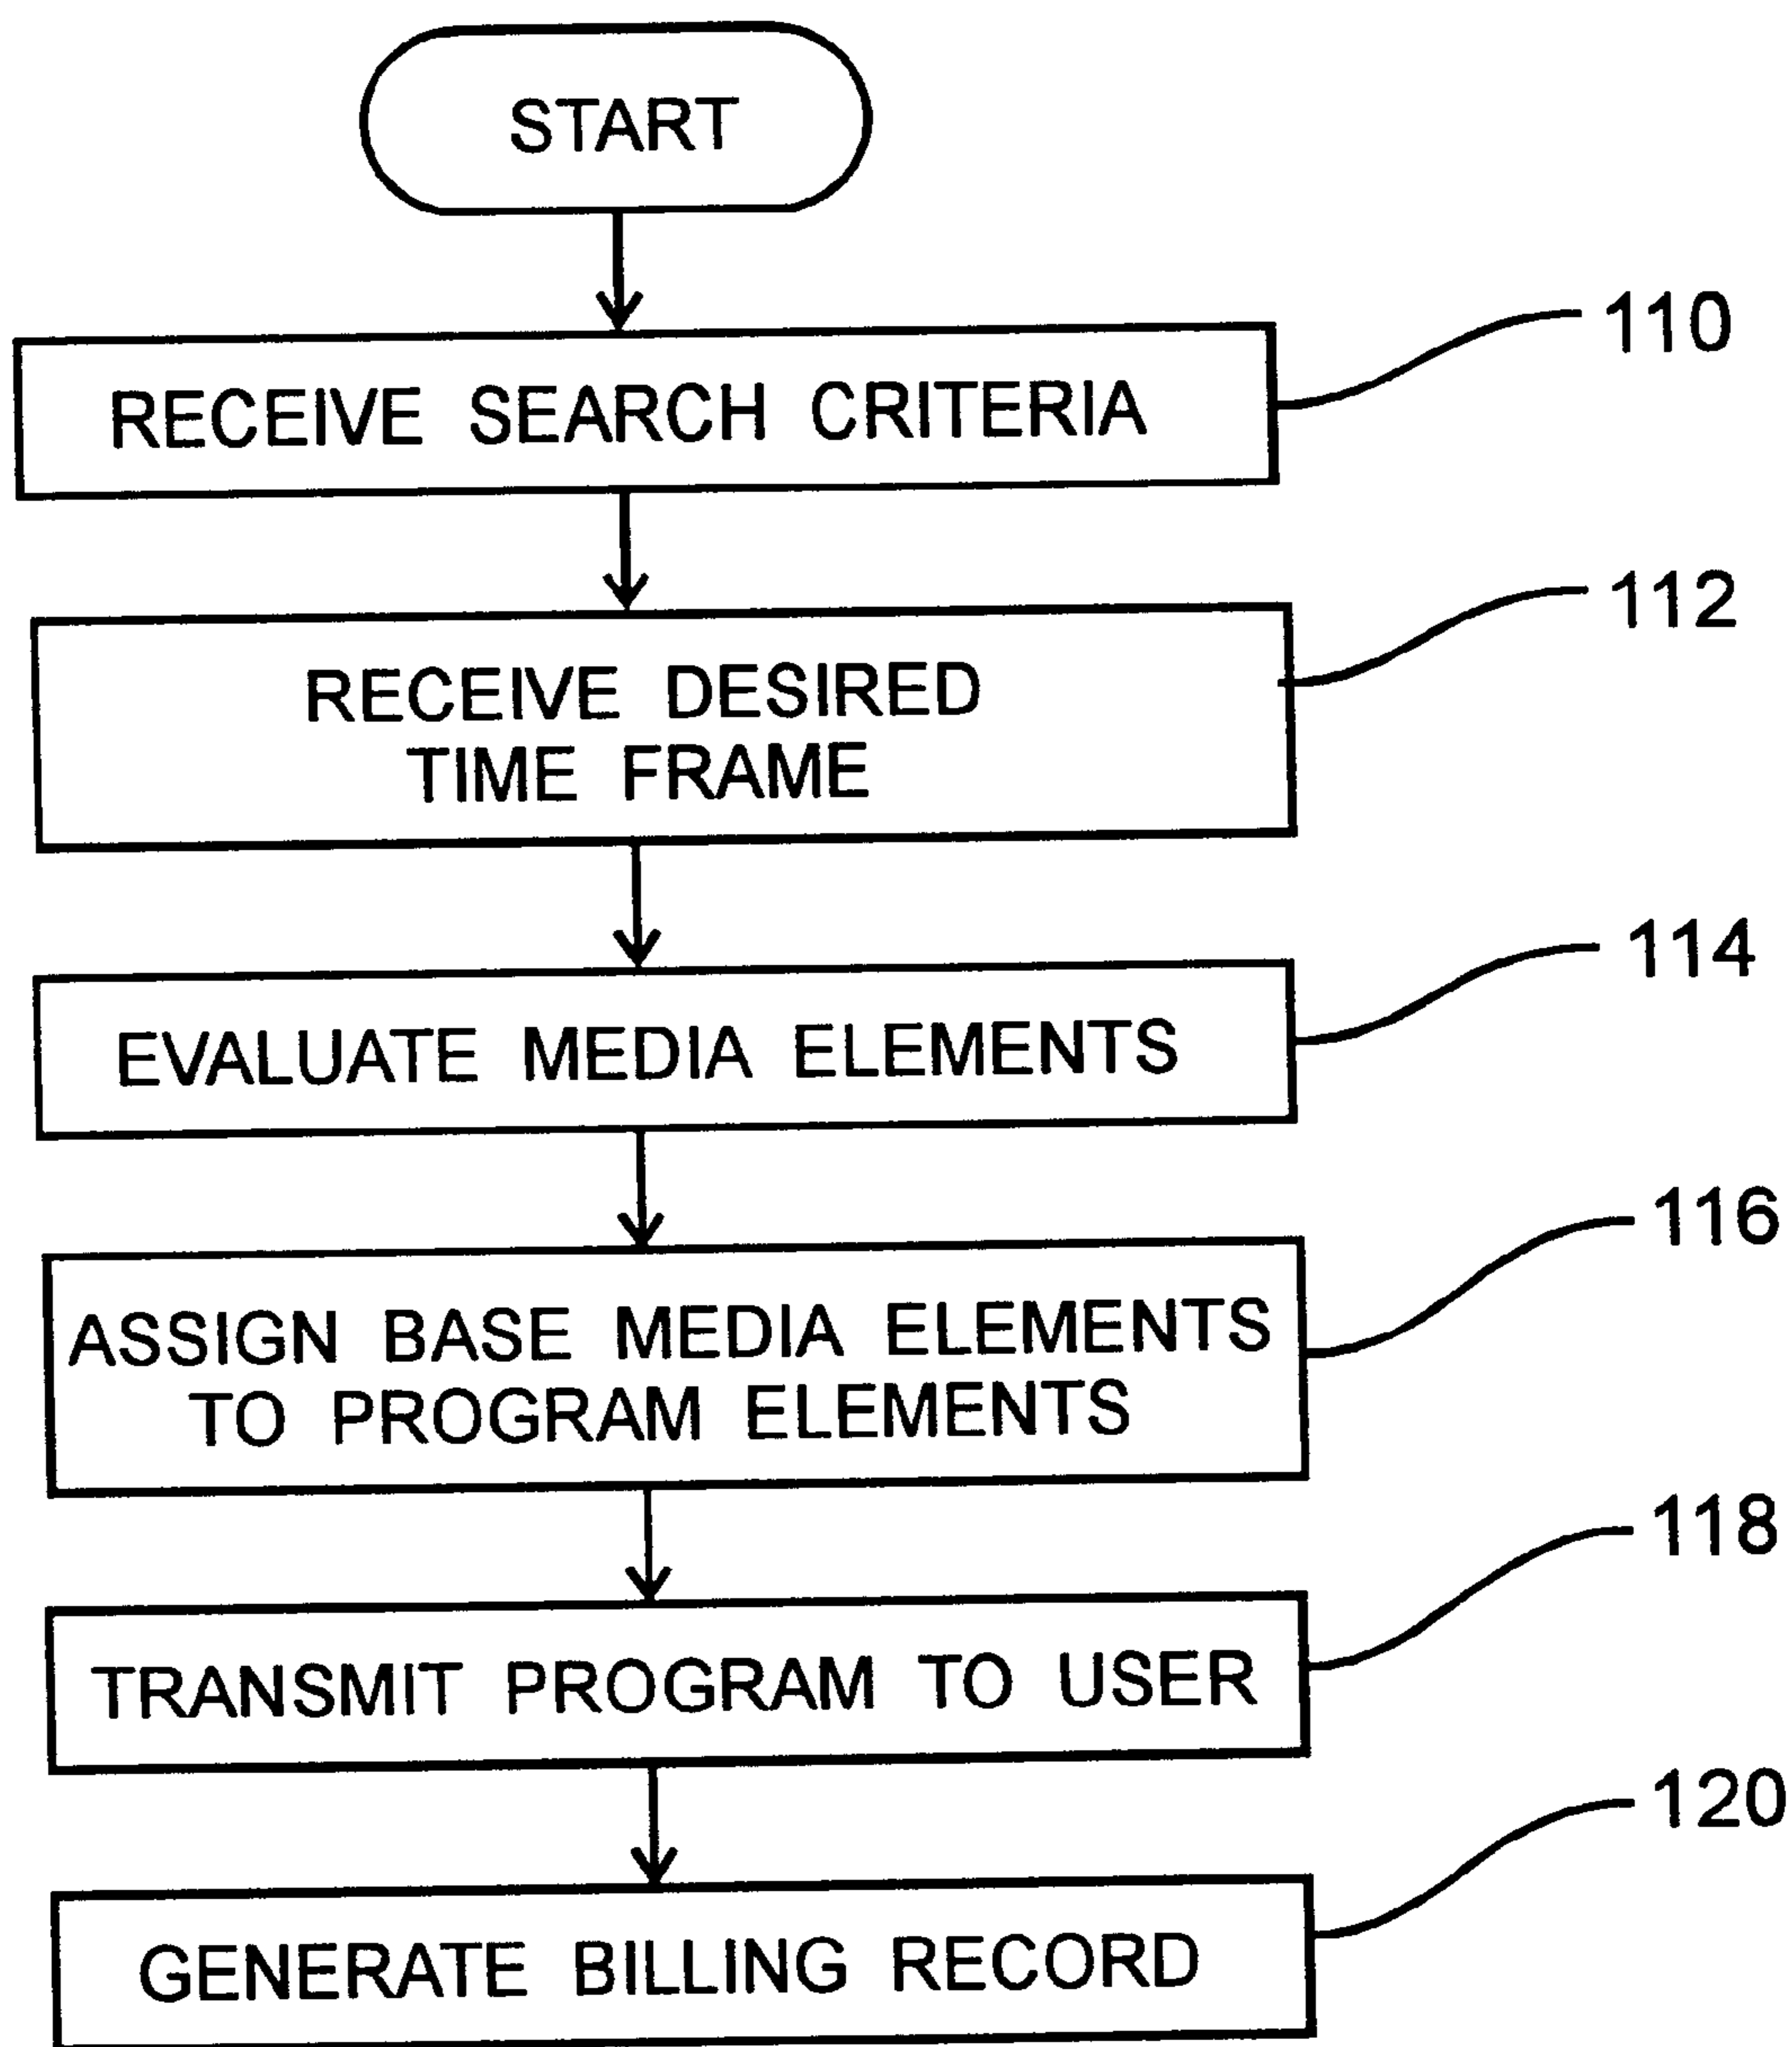 START
RECEIVE SEARCH CRITERIA
110
RECEIVE DESIRED
TIME FRAME
112
EVALUATE MEDIA ELEMENTS
114
ASSIGN BASE MEDIA ELEMENTS
TO PROGRAM ELEMENTS
116
TRANSMIT PROGRAM TO USER
118
GENERATE BILLING RECORD
120